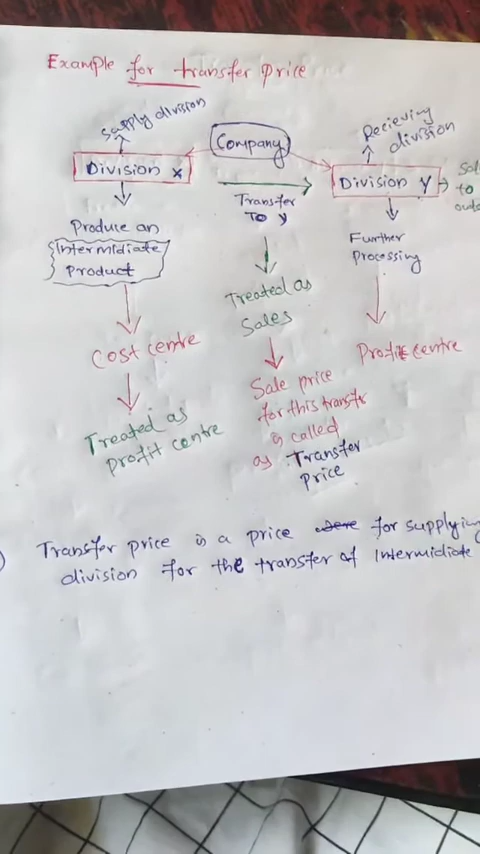 Example for transfer price
Supply division
Company
Recieving
division
Division X
Division Y
Transfer
To Y
Produce an
Intermidiate
product
Further
Processing
Treated as
Sales
Cost centre
Profit centre
Treated as
profit centre
Sale price
for this transfer
is called
as Transfer
price
Transfer price is a price for supplying
division for the transfer of Intermidiate